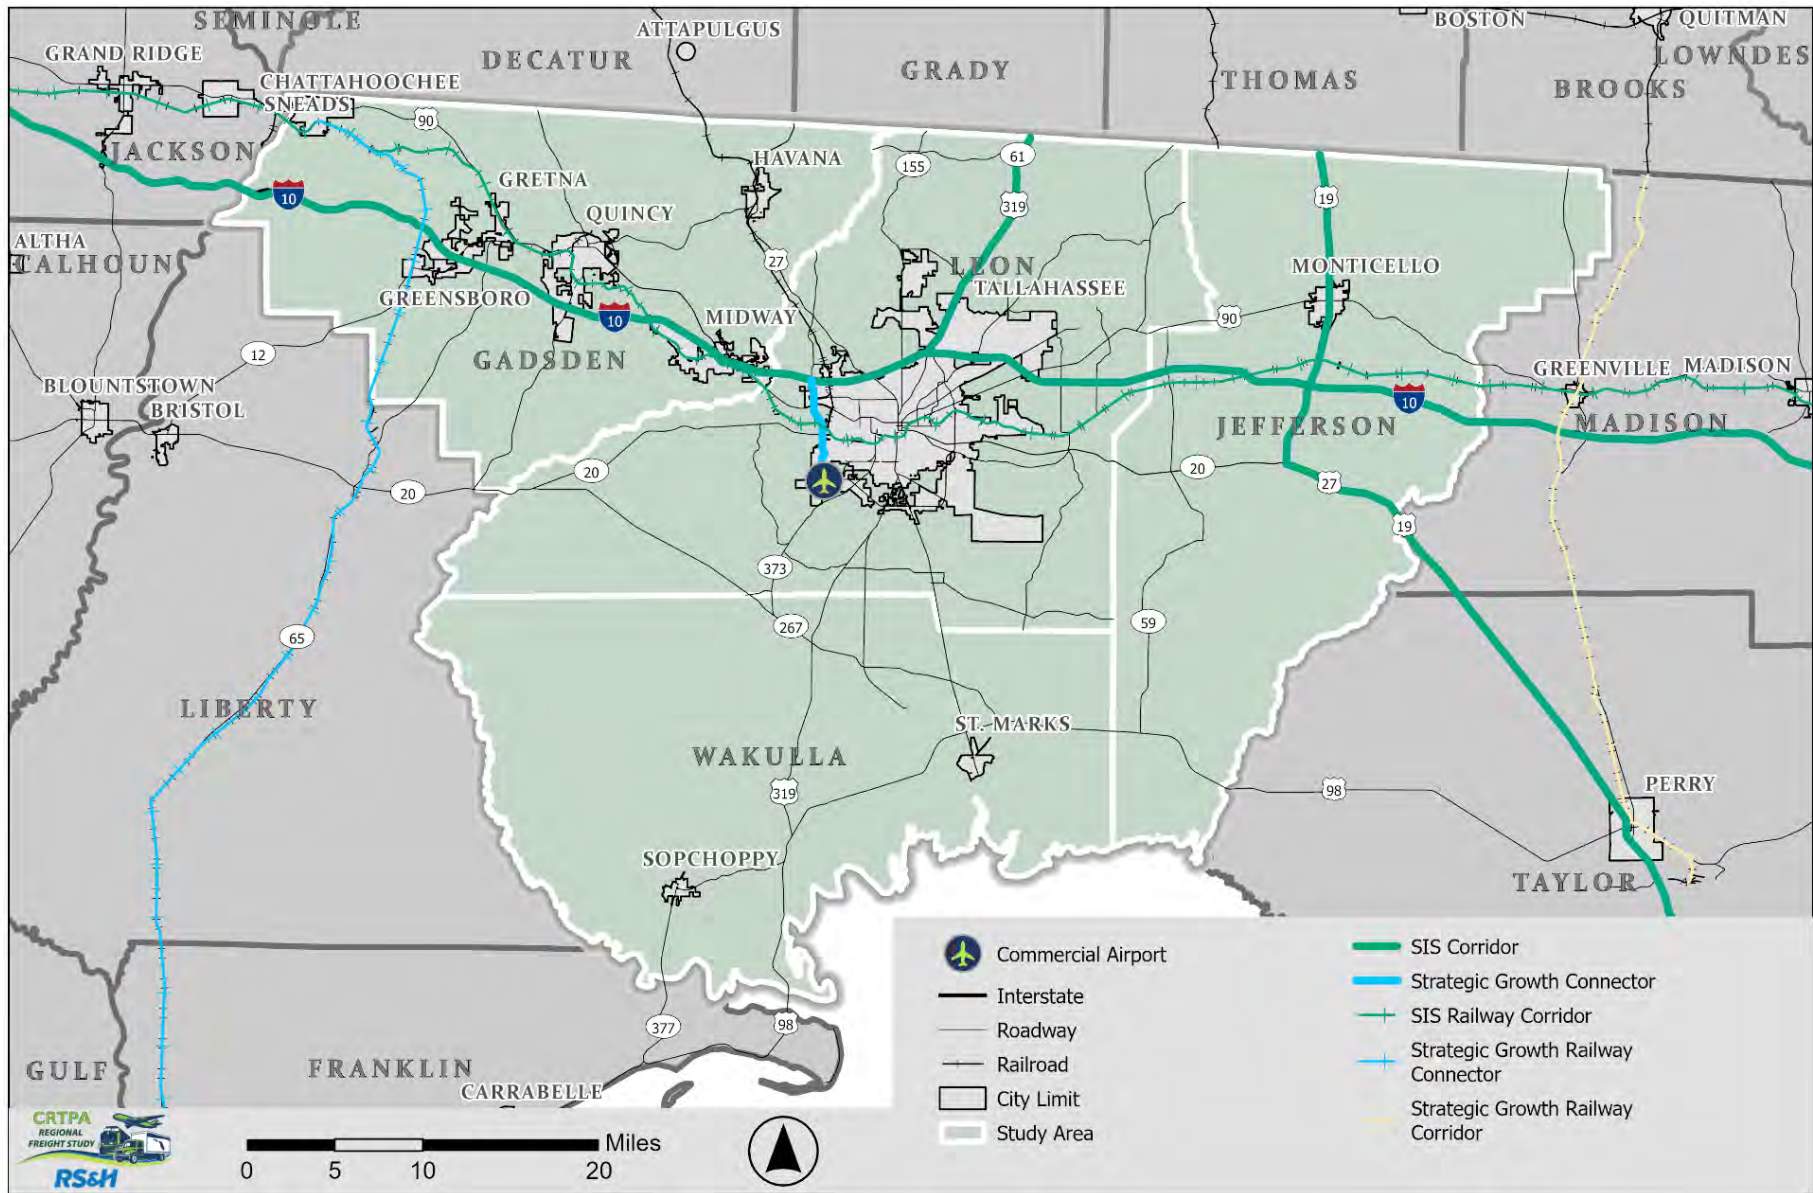 SEMINOLE
ATTAPULGUS
BOSTON
QUITMAN
GRAND RIDGE
DECATUR
GRADY
THOMAS
LOWNDES
BROOKS
CHATTAHOOCHEE
SNEADS
90
JACKSON
HAVANA
155
61
10
GRETNA
319
19
QUINCY
ALTHA
CALHOUN
27
LEON
MONTICELLO
GREENSBORO
TALLAHASSEE
10
MIDWAY
90
12
GADSDEN
GREENVILLE
MADISON
BLOUNTSTOWN
BRISTOL
10
JEFFERSON
MADISON
20
20
20
27
19
373
267
59
65
LIBERTY
ST. MARKS
WAKULLA
319
98
PERRY
SOPCHOPPY
TAYLOR
377
98
GULF
FRANKLIN
CARRABELLE
Commercial Airport
Interstate
Roadway
Railroad
City Limit
Study Area
SIS Corridor
Strategic Growth Connector
SIS Railway Corridor
Strategic Growth Railway
Connector
Strategic Growth Railway
Corridor
CRTPA
REGIONAL
FREIGHT STUDY
RS&H
Miles
0 5 10 20